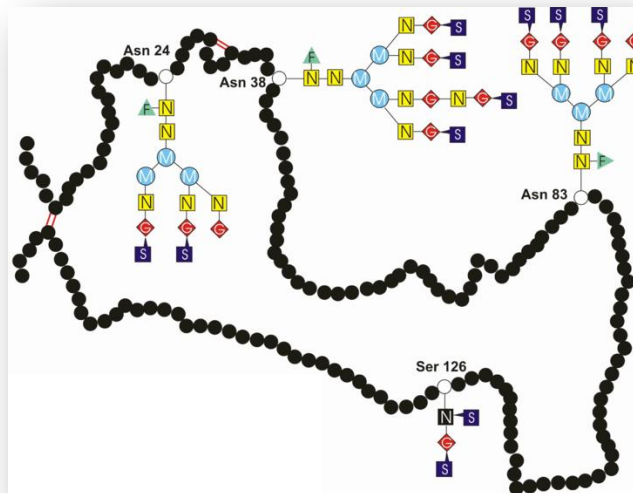 Asn 24
F N
N
M
M M
N N N
G G G
S S
Asn 38
F
N G S
M N G S
N N M
M N G N G S
N G S
S S S
G G G G
N N N
M M
M
N
N F
Asn 83
Ser 126
N S
G
S